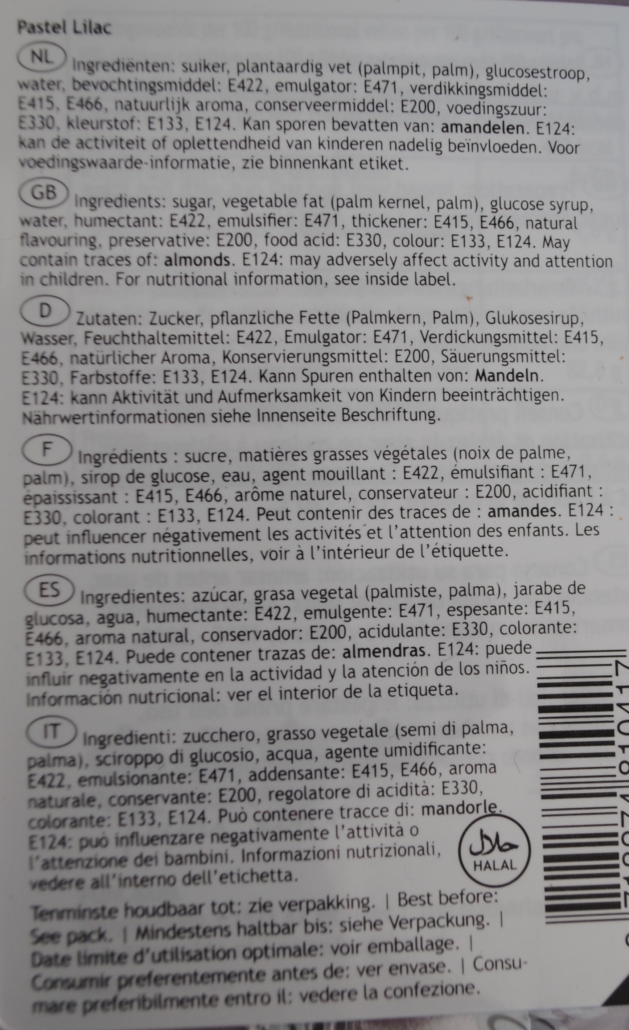 Pastel Lilac
NL Ingrediënten: suiker, plantaardig vet (palmpit, palm), glucosestroop,
water, bevochtingsmiddel: E422, emulgator: E471, verdikkingsmiddel:
E415, E466, natuurlijk aroma, conserveermiddel: E200, voedingszuur:
E330, kleurstof: E133, E124. Kan sporen bevatten van: amandelen. E124:
kan de activiteit of oplettendheid van kinderen nadelig beïnvloeden. Voor
voedingswaarde-informatie, zie binnenkant etiket.
GB Ingredients: sugar, vegetable fat (palm kernel, palm), glucose syrup,
water, humectant: E422, emulsifier: E471, thickener: E415, E466, natural
flavouring, preservative: E200, food acid: E330, colour: E133, E124. May
contain traces of: almonds. E124: may adversely affect activity and attention
in children. For nutritional information, see inside label.
D Zutaten: Zucker, pflanzliche Fette (Palmkern, Palm), Glukosesirup,
Wasser, Feuchthaltemittel: E422, Emulgator: E471, Verdickungsmittel: E415,
E466, natürlicher Aroma, Konservierungsmittel: E200, Säuerungsmittel:
E330, Farbstoffe: E133, E124. Kann Spuren enthalten von: Mandeln.
E124: kann Aktivität und Aufmerksamkeit von Kindern beeinträchtigen.
Nährwertinformationen siehe Innenseite Beschriftung.
F Ingrédients : sucre, matières grasses végétales (noix de palme,
palm), sirop de glucose, eau, agent mouillant : E422, émulsifiant : E471,
épaississant : E415, E466, arôme naturel, conservateur : E200, acidifiant :
E330, colorant : E133, E124. Peut contenir des traces de : amandes. E124 :
peut influencer négativement les activités et l'attention des enfants. Les
informations nutritionnelles, voir à l'intérieur de l'étiquette.
ES Ingredientes: azúcar, grasa vegetal (palmiste, palma), jarabe de
glucosa, agua, humectante: E422, emulgente: E471, espesante: E415,
E466, aroma natural, conservador: E200, acidulante: E330, colorante:
E133, E124. Puede contener trazas de: almendras. E124: puede
influir negativamente en la actividad y la atención de los niños.
Información nutricional: ver el interior de la etiqueta.
IT Ingredienti: zucchero, grasso vegetale (semi di palma,
palma), sciroppo di glucosio, acqua, agente umidificante:
E422, emulsionante: E471, addensante: E415, E466, aroma
naturale, conservante: E200, regolatore di acidità: E330,
colorante: E133, E124. Può contenere tracce di: mandorle.
E124: può influenzare negativamente l'attività o
l'attenzione dei bambini. Informazioni nutrizionali,
vedere all'interno dell'etichetta.
حلال
HALAL
Tenminste houdbaar tot: zie verpakking. | Best before:
See pack. | Mindestens haltbar bis: siehe Verpackung. |
Date limite d'utilisation optimale: voir emballage. |
Consumir preferentemente antes de: ver envase. | Consu-
mare preferibilmente entro il: vedere la confezione.